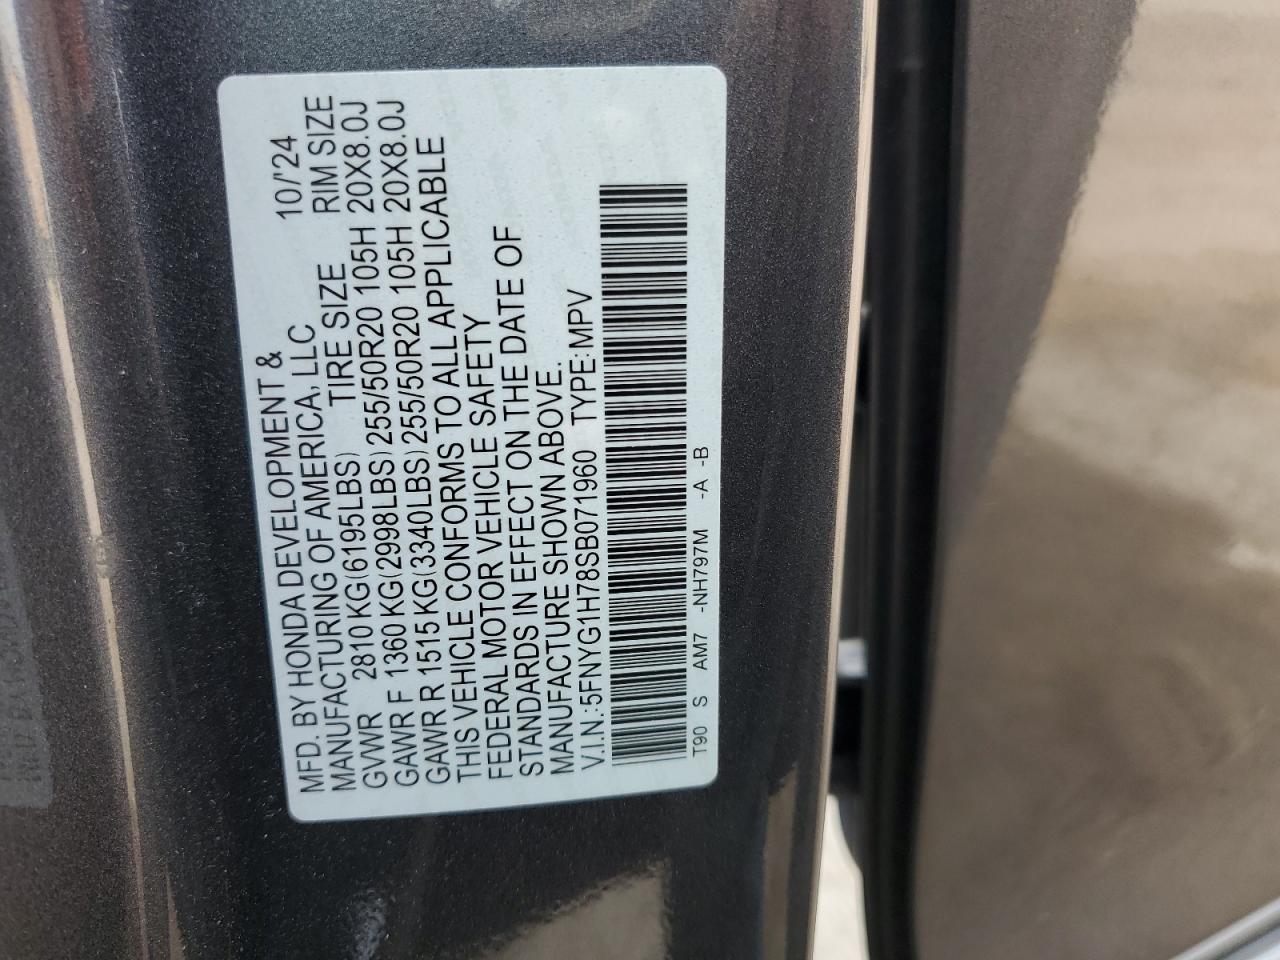 MFD. BY HONDA DEVELOPMENT &
MANUFACTURING OF AMERICA, LLC 10/'24
GVWR 2810 KG(6195LBS) TIRE SIZE RIM SIZE
GAWR F 1360 KG(2998LBS) 255/50R20 105H 20X8.0J
GAWR R 1515 KG(3340LBS) 255/50R20 105H 20X8.0J
THIS VEHICLE CONFORMS TO ALL APPLICABLE
FEDERAL MOTOR VEHICLE SAFETY
STANDARDS IN EFFECT ON THE DATE OF
MANUFACTURE SHOWN ABOVE.
V.I.N.:5FNYG1H78SB071960 TYPE:MPV
T90 S AM7 -NH797M -A -B